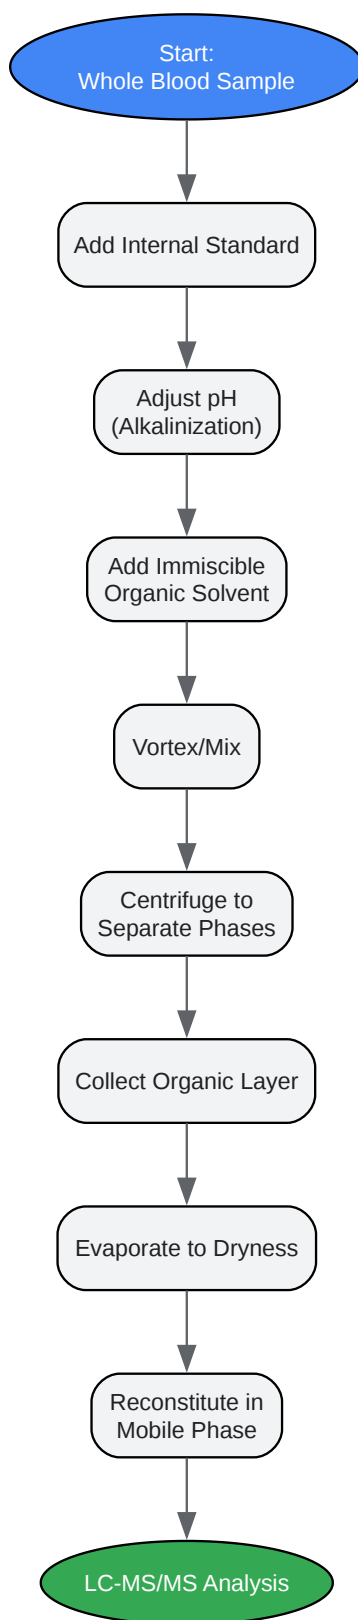 Start:
Whole Blood Sample
Add Internal Standard
Adjust pH
(Alkalinization)
Add Immiscible
Organic Solvent
Vortex/Mix
Centrifuge to
Separate Phases
Collect Organic Layer
Evaporate to Dryness
Reconstitute in
Mobile Phase
LC-MS/MS Analysis